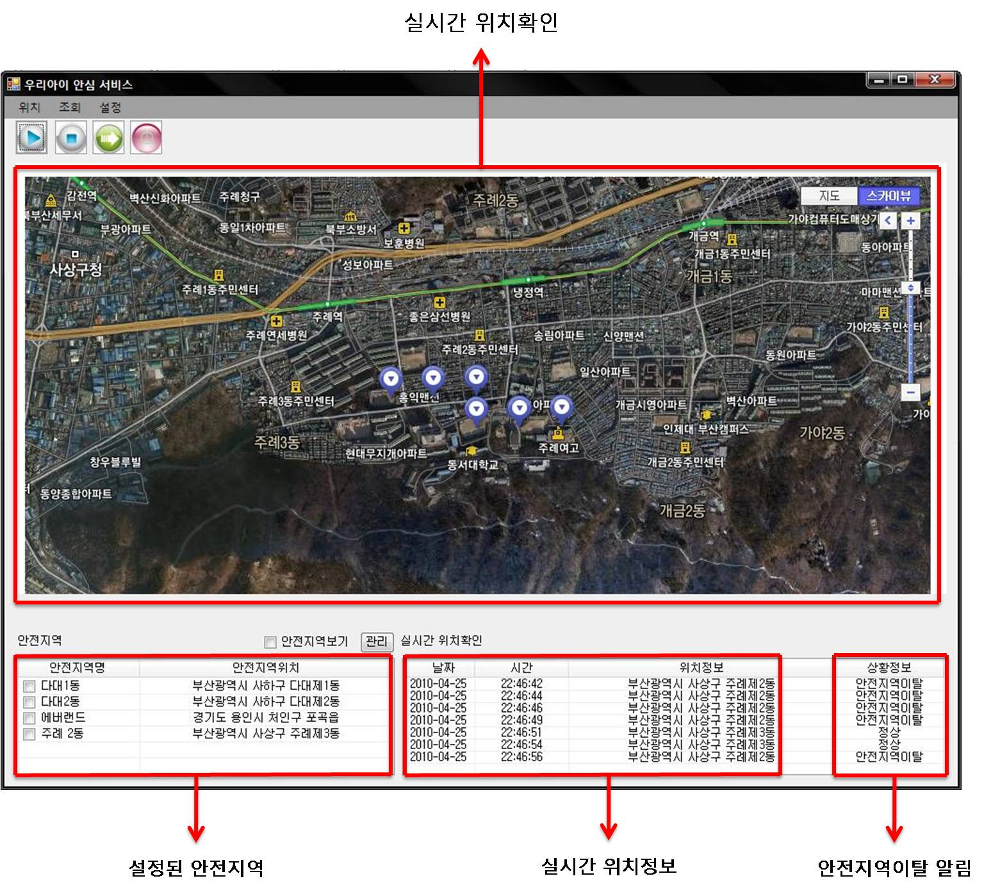 실시간 위치확인
우리아이 안심 서비스
위치 조회 설정
지도 스카이뷰
감전역
벽산신화아파트
주례청구
주례2동
북부산세무서
부광아파트
동일1차아파트
북부소방서
119
보훈병원
가야컴퓨터도매상가
개금역
개금1동주민센터
동아아파트
사상구청
성보아파트
개금1동
주례1동주민센터
냉정역
주례역
좋은삼선병원
가야2동주민센터
주례연세병원
송림아파트
신양맨션
주례2동주민센터
동원아파트
일산아파트
주례3동주민센터
홍익맨션
개금시영아파트
벽산아파트
인제대 부산캠퍼스
가야2동
주례3동
현대무지개아파트
주례여고
동서대학교
개금2동주민센터
창우블루빌
동양종합아파트
개금2동
안전지역 안전지역보기 관리 실시간 위치확인
안전지역명 안전지역위치
다대1동 부산광역시 사하구 다대제1동
다대2동 부산광역시 사하구 다대제2동
에버랜드 경기도 용인시 처인구 포곡읍
주례 2동 부산광역시 사상구 주례제3동
날짜 시간 위치정보 상황정보
2010-04-25 22:46:42 부산광역시 사상구 주례제2동 안전지역이탈
2010-04-25 22:46:44 부산광역시 사상구 주례제2동 안전지역이탈
2010-04-25 22:46:46 부산광역시 사상구 주례제2동 안전지역이탈
2010-04-25 22:46:49 부산광역시 사상구 주례제2동 안전지역이탈
2010-04-25 22:46:51 부산광역시 사상구 주례제3동 정상
2010-04-25 22:46:54 부산광역시 사상구 주례제3동 정상
2010-04-25 22:46:56 부산광역시 사상구 주례제2동 안전지역이탈
설정된 안전지역
실시간 위치정보
안전지역이탈 알림